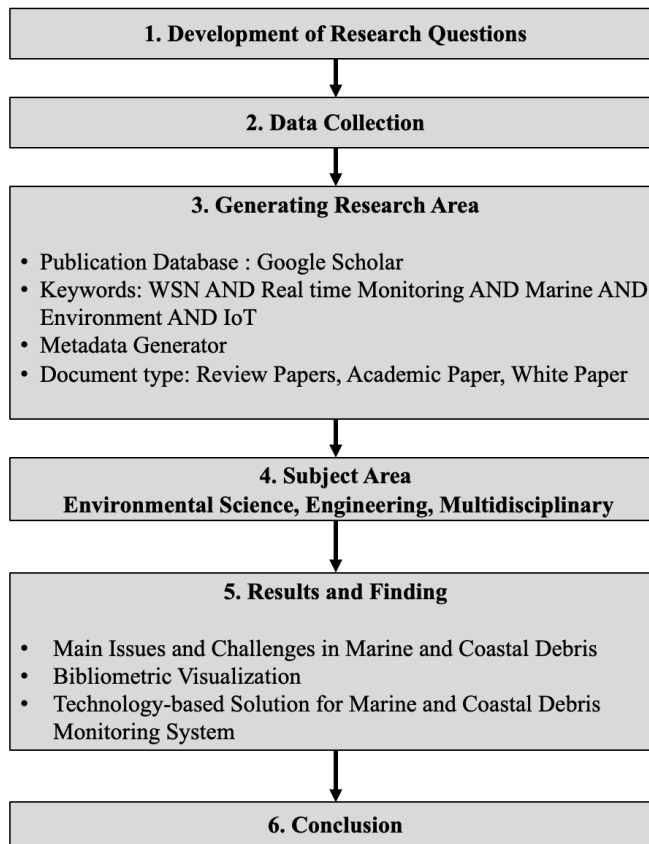 1. Development of Research Questions
2. Data Collection
3. Generating Research Area
• Publication Database : Google Scholar
• Keywords: WSN AND Real time Monitoring AND Marine AND
Environment AND IoT
• Metadada Generator
• Document type: Review Papers, Academic Paper, White Paper
4. Subject Area
Environmental Science, Engineering, Multidisciplinary
5. Results and Finding
• Main Issues and Challenges in Marine and Coastal Debris
• Bibliometric Visualization
• Technology-based Solution for Marine and Coastal Debris
Monitoring System
6. Conclusion